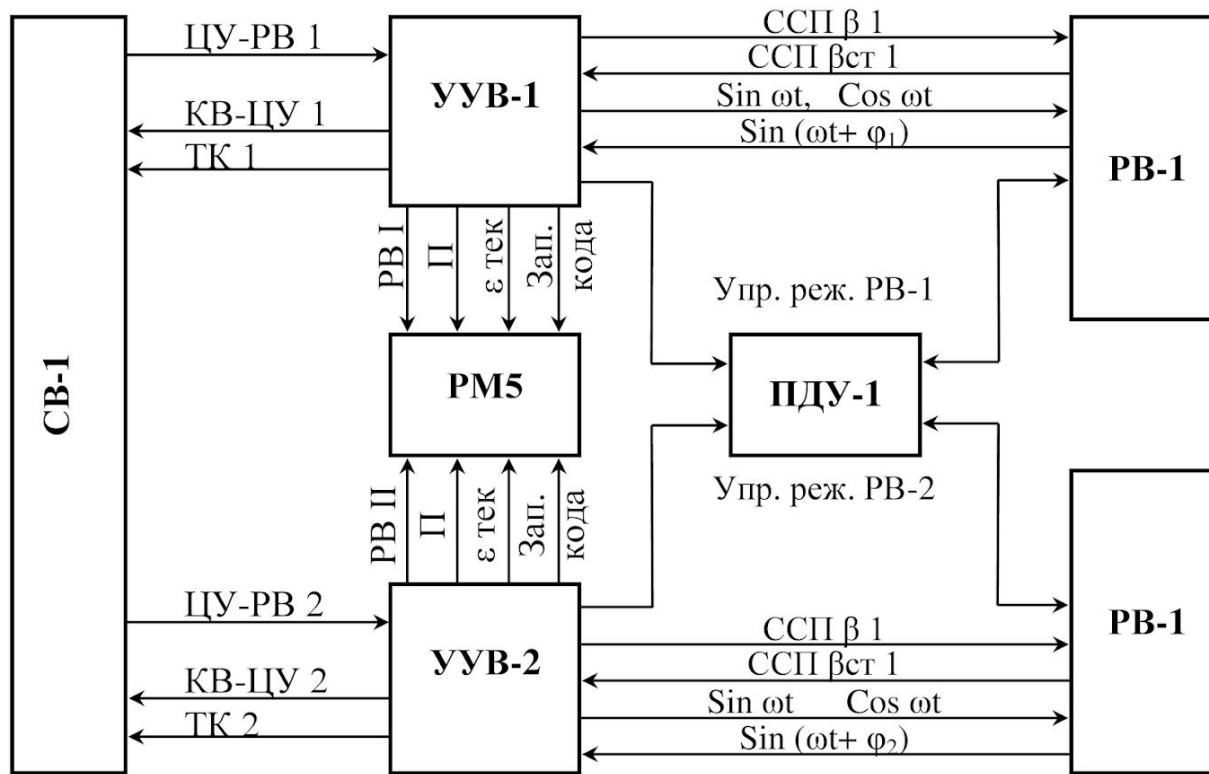 СВ-1
ЦУ-РВ 1
КВ-ЦУ 1
ТК 1
УУВ-1
ССП β 1
ССП βст 1
Sin ωt, Cos ωt
Sin (ωt+ φ₁)
РВ-1
РВ I
П
ε тек
Зап.
кода
Упр. реж. РВ-1
РМ5
ПДУ-1
Упр. реж. РВ-2
РВ II
П
ε тек
Зап.
кода
ЦУ-РВ 2
КВ-ЦУ 2
ТК 2
УУВ-2
ССП β 1
ССП βст 1
Sin ωt Cos ωt
Sin (ωt+ φ₂)
РВ-1